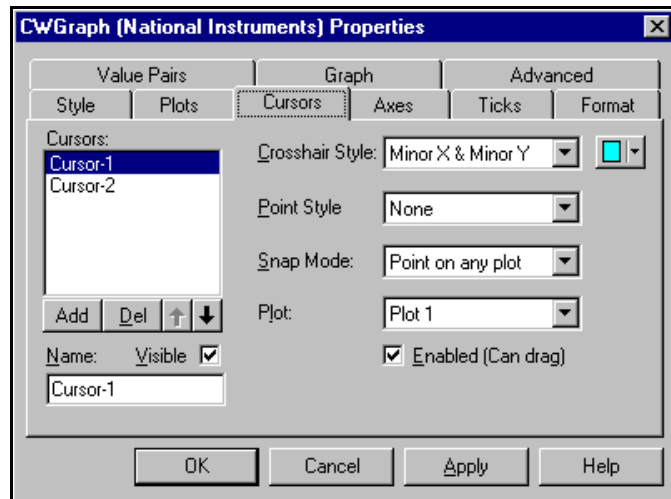 CWGraph (National Instruments) Properties
Value Pairs Graph Advanced
Style Plots Cursors Axes Ticks Format
Cursors:
Cursor-1
Cursor-2
Add Del
Name: Visible
Cursor-1
Crosshair Style: Minor X & Minor Y
Point Style None
Snap Mode: Point on any plot
Plot: Plot 1
Enabled (Can drag)
OK Cancel Apply Help